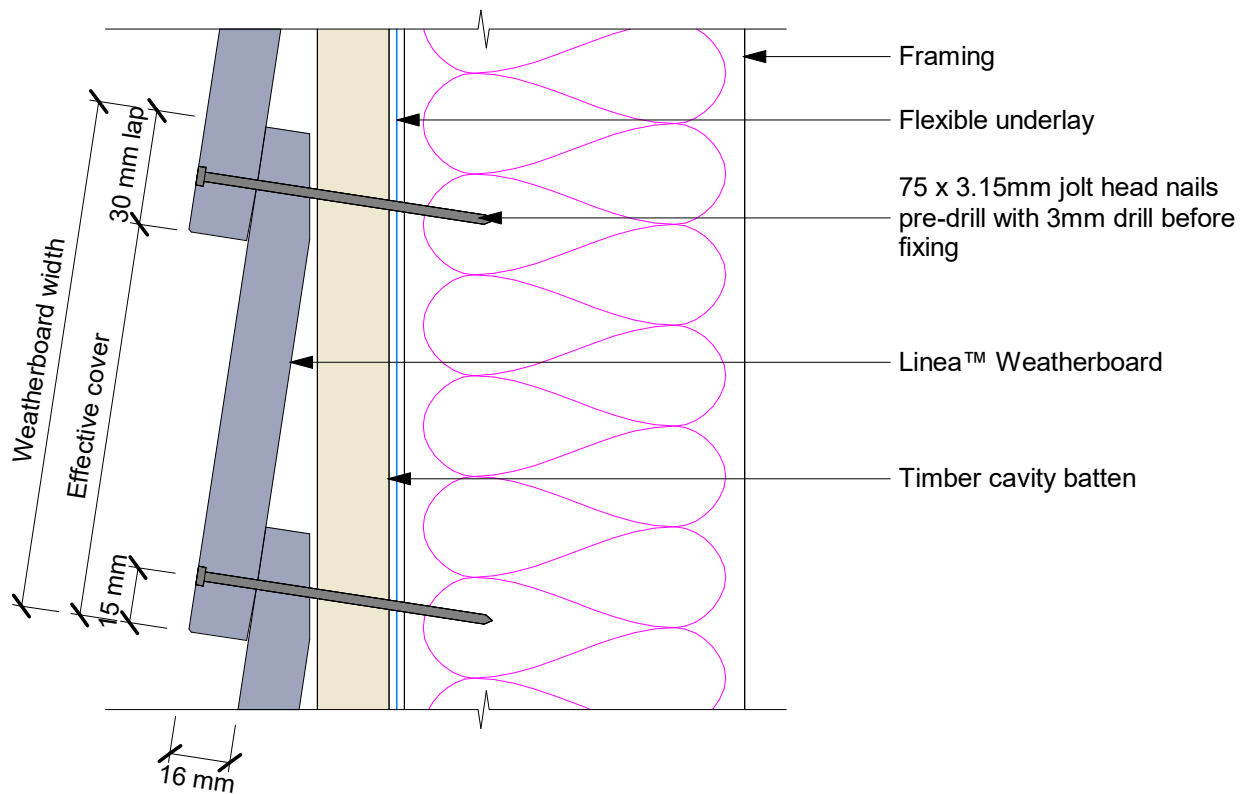 Framing
Flexible underlay
75 x 3.15mm jolt head nails
pre-drill with 3mm drill before
fixing
Linea™ Weatherboard
Timber cavity batten
30 mm lap
Weatherboard width
Effective cover
15 mm
16 mm